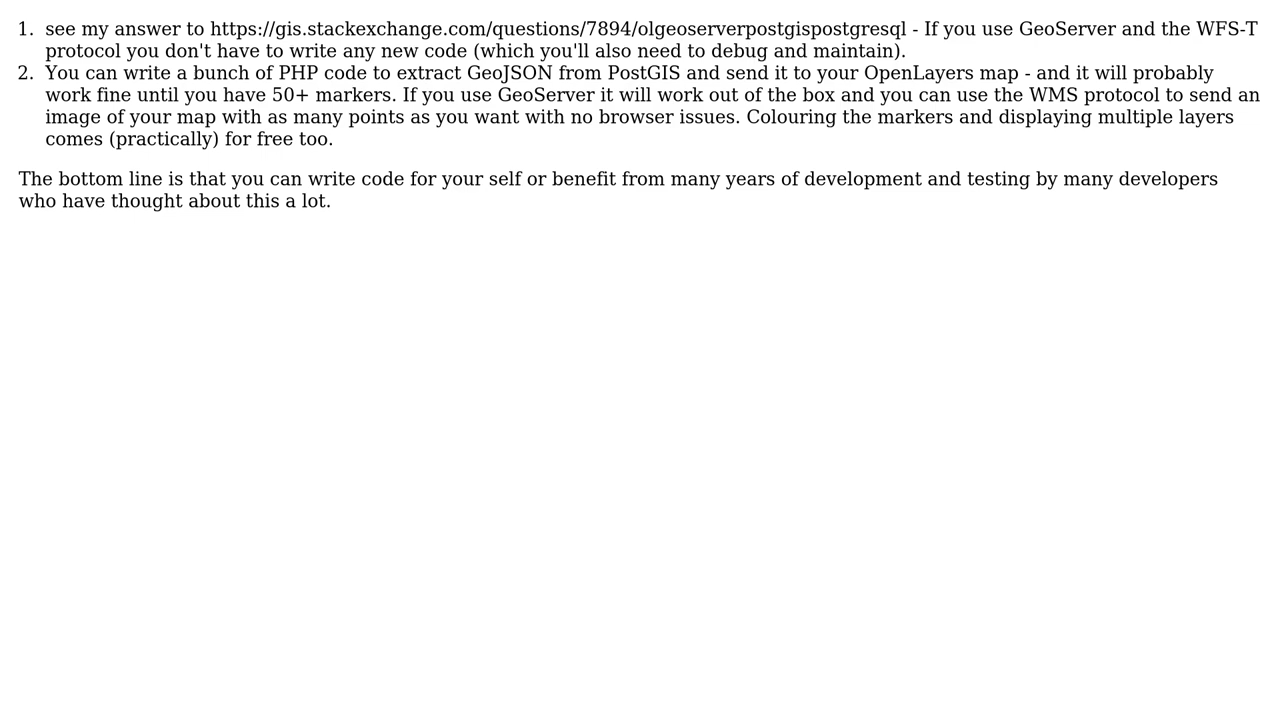 1. see my answer to https://gis.stackexchange.com/questions/7894/olgeoserverpostgispostgresql - If you use GeoServer and the WFS-T
protocol you don't have to write any new code (which you'll also need to debug and maintain).
2. You can write a bunch of PHP code to extract GeoJSON from PostGIS and send it to your OpenLayers map - and it will probably
work fine until you have 50+ markers. If you use GeoServer it will work out of the box and you can use the WMS protocol to send an
image of your map with as many points as you want with no browser issues. Colouring the markers and displaying multiple layers
comes (practically) for free too.
The bottom line is that you can write code for your self or benefit from many years of development and testing by many developers
who have thought about this a lot.